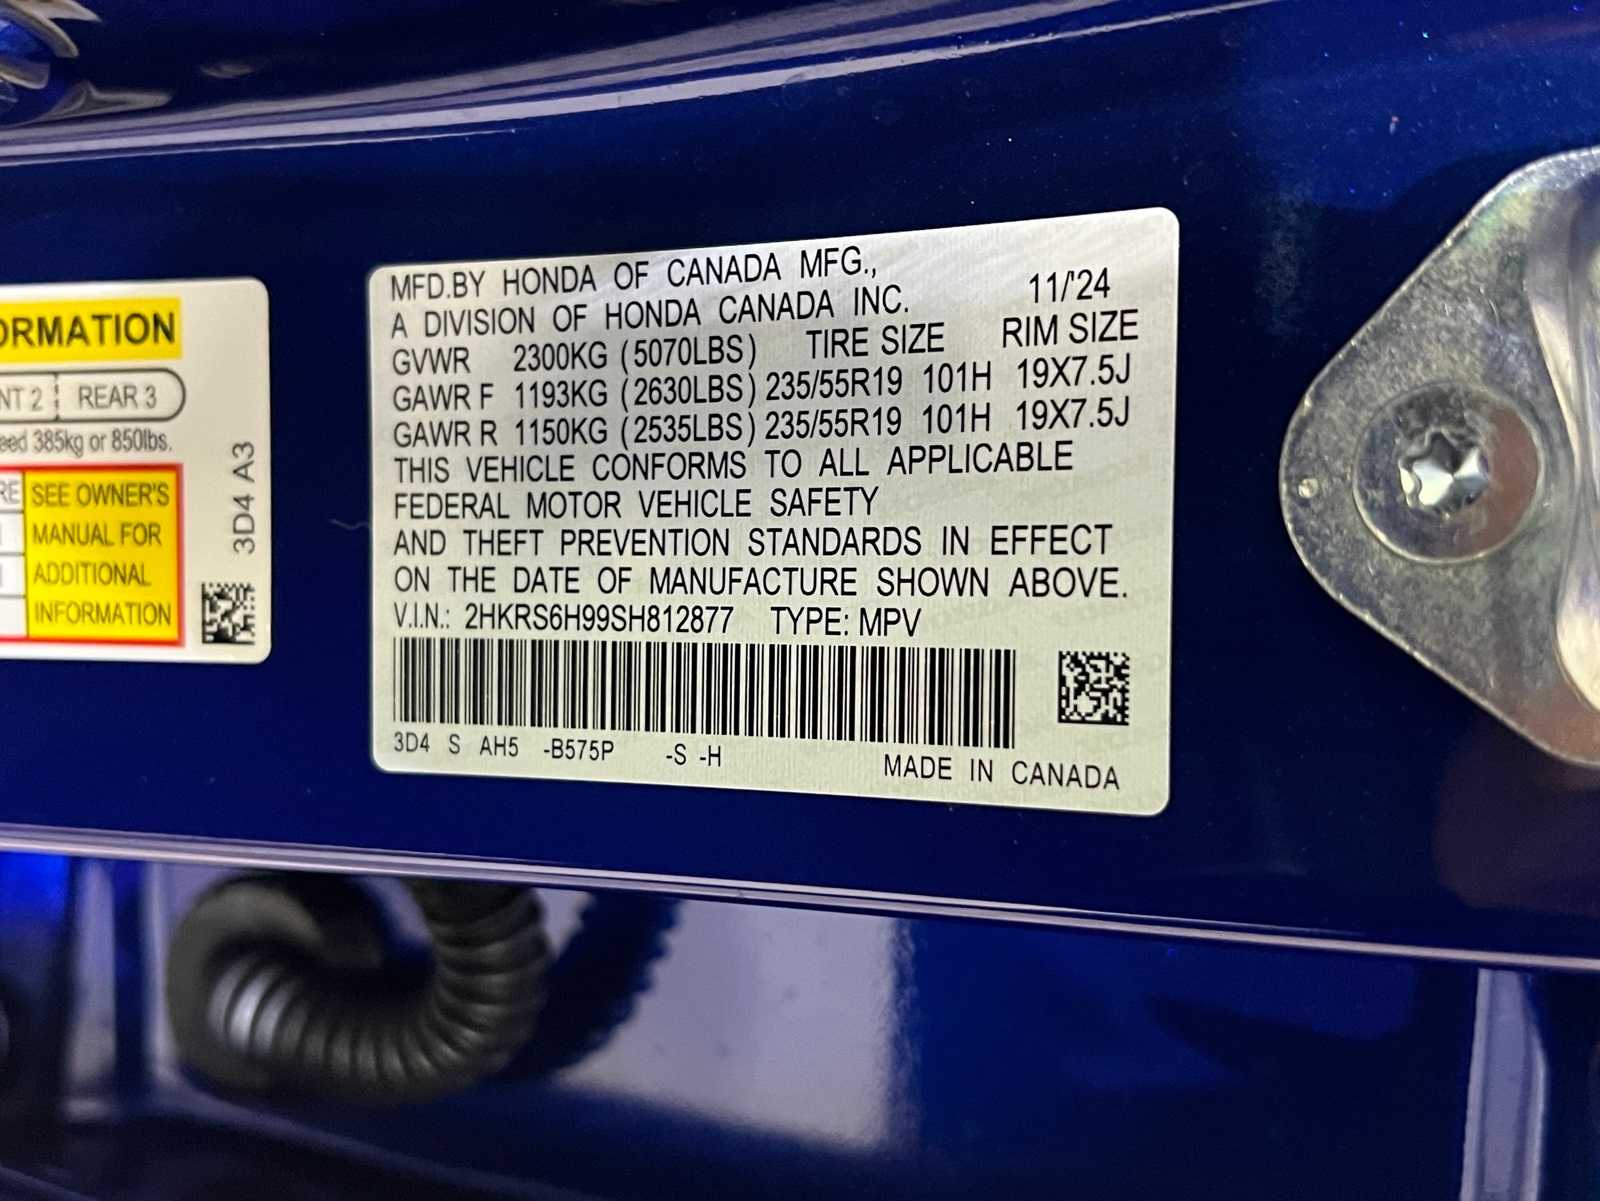 ORMATION
NT 2 REAR 3
eed 385kg or 850lbs.
RE SEE OWNER'S
MANUAL FOR
ADDITIONAL
INFORMATION
3D4 A3
MFD.BY HONDA OF CANADA MFG., 11/'24
A DIVISION OF HONDA CANADA INC.
GVWR 2300KG (5070LBS) TIRE SIZE RIM SIZE
GAWR F 1193KG (2630LBS) 235/55R19 101H 19X7.5J
GAWR R 1150KG (2535LBS) 235/55R19 101H 19X7.5J
THIS VEHICLE CONFORMS TO ALL APPLICABLE
FEDERAL MOTOR VEHICLE SAFETY
AND THEFT PREVENTION STANDARDS IN EFFECT
ON THE DATE OF MANUFACTURE SHOWN ABOVE.
V.I.N.: 2HKRS6H99SH812877 TYPE: MPV
3D4 S AH5 -B575P -S -H
MADE IN CANADA